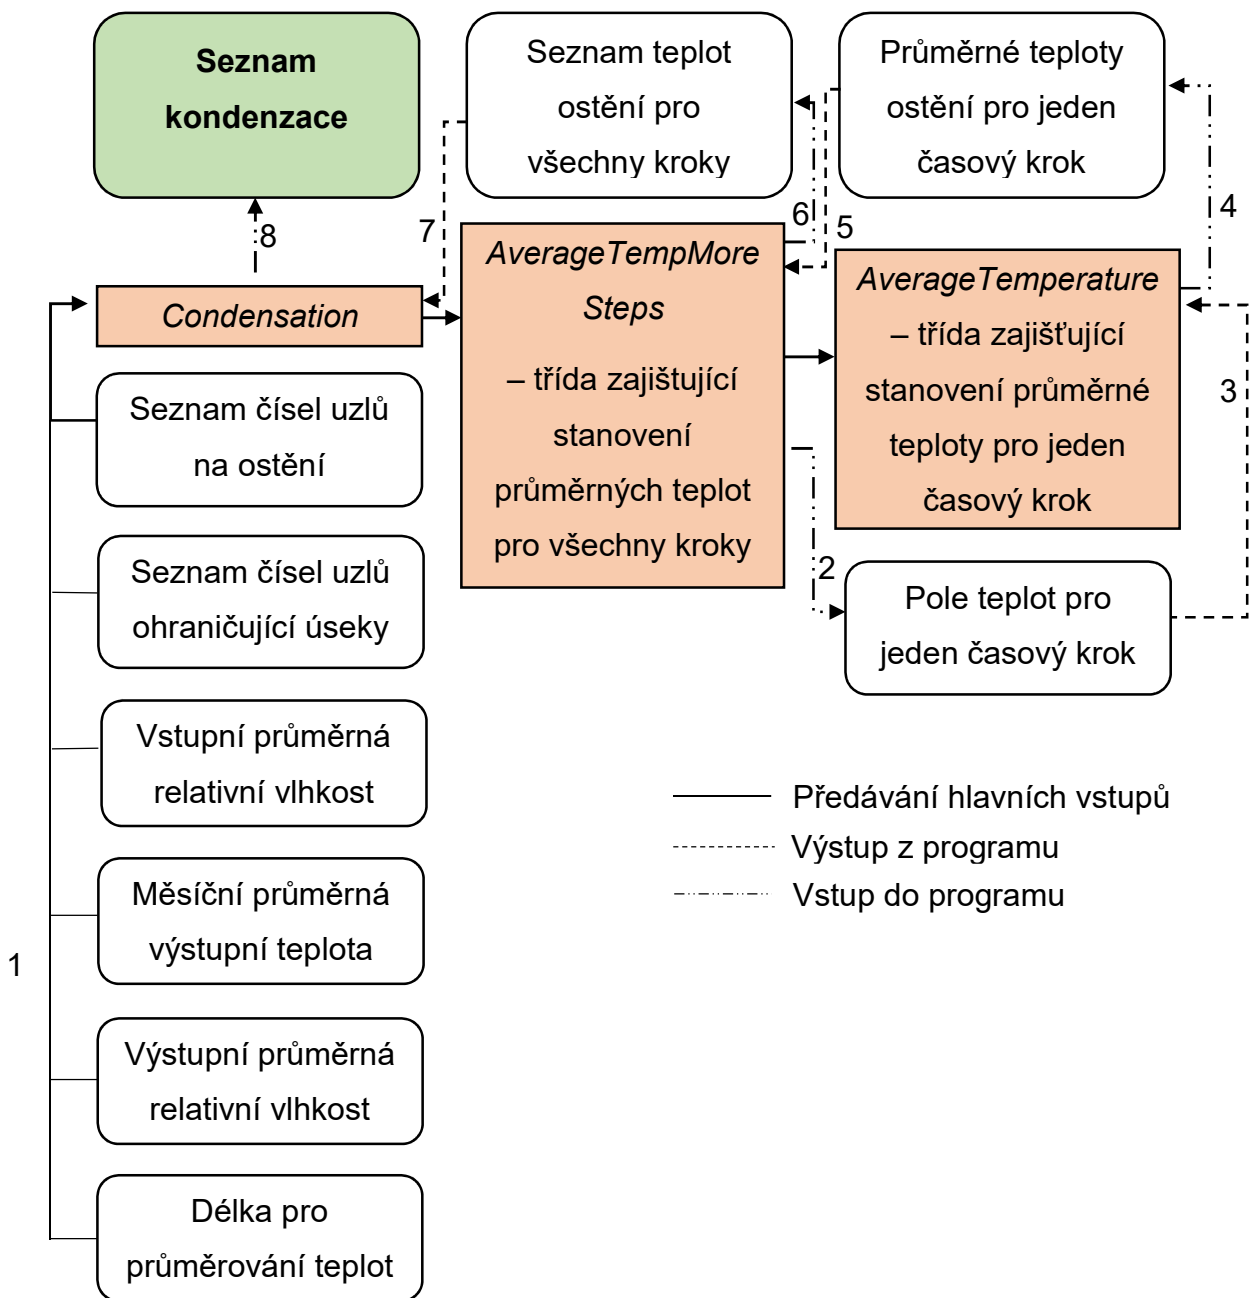 Seznam
kondenzace
Seznam teplot
ostění pro
všechny kroky
Průměrné teploty
ostění pro jeden
časový krok
8
7
6
5
4
Condensation
AverageTempMore
Steps
– třída zajištující
stanovení
průměrných teplot
pro všechny kroky
AverageTemperature
– třída zajišťující
stanovení průměrné
teploty pro jeden
časový krok
3
2
Pole teplot pro
jeden časový krok
Seznam čísel uzlů
na ostění
Seznam čísel uzlů
ohraničující úseky
Vstupní průměrná
relativní vlhkost
Měsíční průměrná
výstupní teplota
1
Výstupní průměrná
relativní vlhkost
Délka pro
průměrování teplot
Předávání hlavních vstupů
Výstup z programu
Vstup do programu